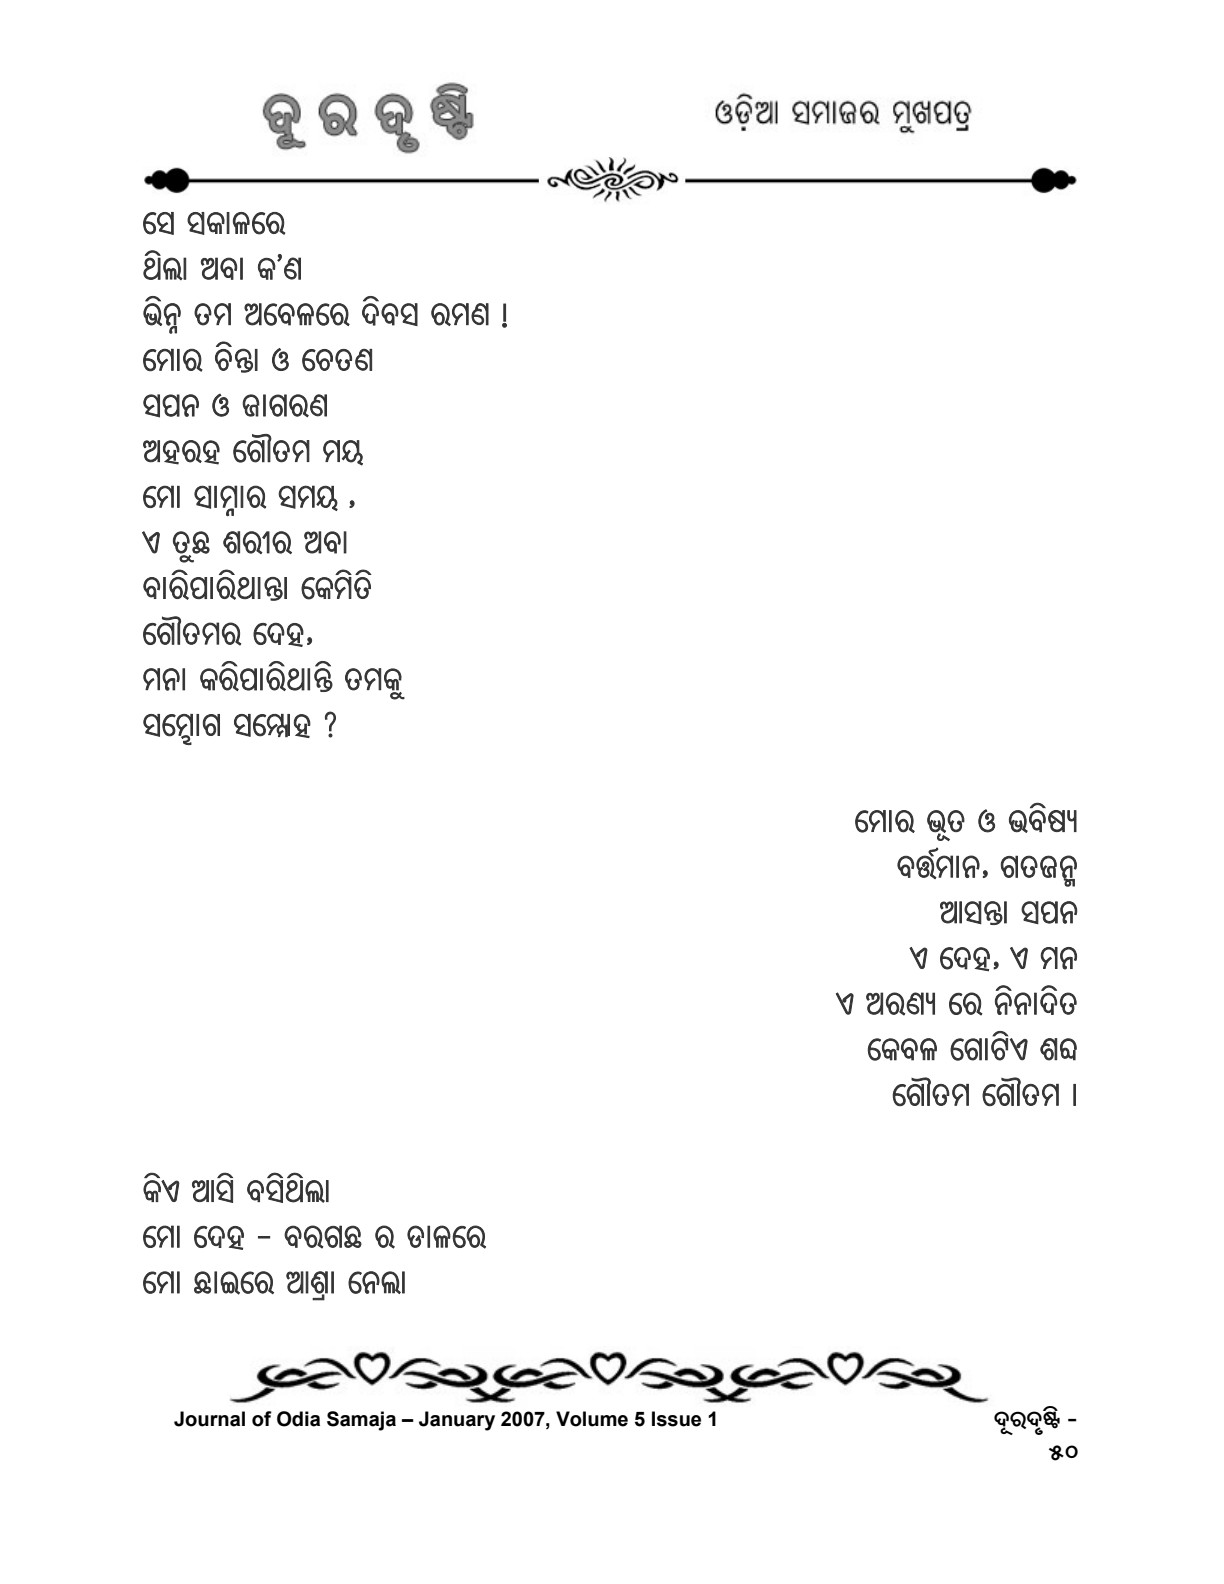 ଦୂରଦୃଷ୍ଟି ଓଡ଼ିଆ ସମାଜର ମୁଖପତ୍ର
ସେ ସକାଳରେ
ଥିଲା ଅବା କ'ଣ
ଭିନ୍ନ ତମ ଅବେଳରେ ଦିବସ ରମଣ !
ମୋର ଚିନ୍ତା ଓ ଚେତଣ
ସପନ ଓ ଜାଗରଣ
ଅହରହ ଗୌତମ ମୟ
ମୋ ସାମ୍ନାର ସମୟ ,
ଏ ତୁଛ ଶରୀର ଅବା
ବାରିପାରିଥାନ୍ତା କେମିତି
ଗୌତମର ଦେହ,
ମନା କରିପାରିଥାନ୍ତି ତମକୁ
ସମ୍ଭୋଗ ସମ୍ମୋହ ?
ମୋର ଭୂତ ଓ ଭବିଷ୍ୟ
ବର୍ତ୍ତମାନ, ଗତଜନ୍ମ
ଆସନ୍ତା ସପନ
ଏ ଦେହ, ଏ ମନ
ଏ ଅରଣ୍ୟ ରେ ନିନାଦିତ
କେବଳ ଗୋଟିଏ ଶବ୍ଦ
ଗୌତମ ଗୌତମ ।
କିଏ ଆସି ବସିଥିଲା
ମୋ ଦେହ – ବରଗଛ ର ଡାଳରେ
ମୋ ଛାଇରେ ଆଶ୍ରା ନେଲା
Journal of Odia Samaja – January 2007, Volume 5 Issue 1 ଦୂରଦୃଷ୍ଟି -
୫୦